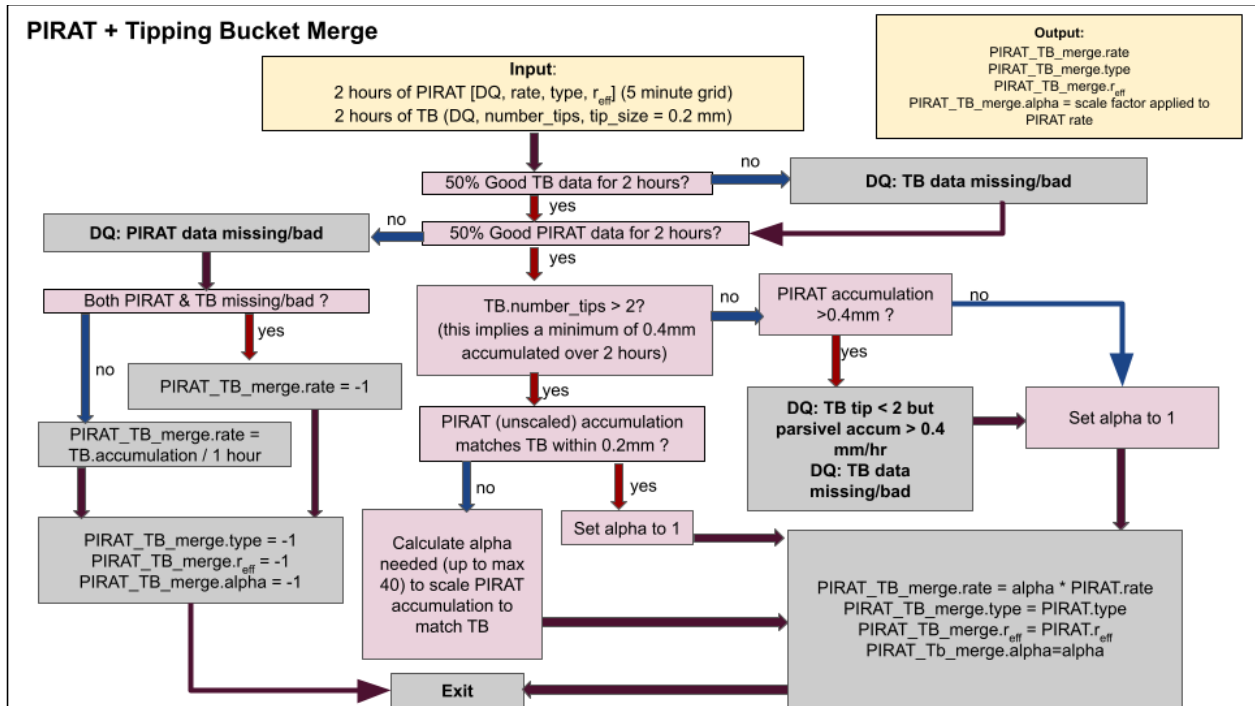 PIRAT + Tipping Bucket Merge
Output:
PIRAT_TB_merge.rate
PIRAT_TB_merge.type
PIRAT_TB_merge.r_eff
PIRAT_TB_merge.alpha = scale factor applied to
PIRAT rate
Input:
2 hours of PIRAT [DQ, rate, type, r_eff] (5 minute grid)
2 hours of TB (DQ, number_tips, tip_size = 0.2 mm)
50% Good TB data for 2 hours?
no
DQ: TB data missing/bad
yes
50% Good PIRAT data for 2 hours?
no
DQ: PIRAT data missing/bad
yes
Both PIRAT & TB missing/bad ?
TB.number_tips > 2?
(this implies a minimum of 0.4mm
accumulated over 2 hours)
no
PIRAT accumulation
>0.4mm ?
no
yes
no
PIRAT_TB_merge.rate = -1
yes
yes
DQ: TB tip < 2 but
parsivel accum > 0.4
mm/hr
DQ: TB data
missing/bad
Set alpha to 1
PIRAT_TB_merge.rate =
TB.accumulation / 1 hour
PIRAT (unscaled) accumulation
matches TB within 0.2mm ?
no
yes
Set alpha to 1
PIRAT_TB_merge.type = -1
PIRAT_TB_merge.r_eff = -1
PIRAT_TB_merge.alpha = -1
Calculate alpha
needed (up to max
40) to scale PIRAT
accumulation to
match TB
PIRAT_TB_merge.rate = alpha * PIRAT.rate
PIRAT_TB_merge.type = PIRAT.type
PIRAT_TB_merge.r_eff = PIRAT.r_eff
PIRAT_Tb_merge.alpha=alpha
Exit